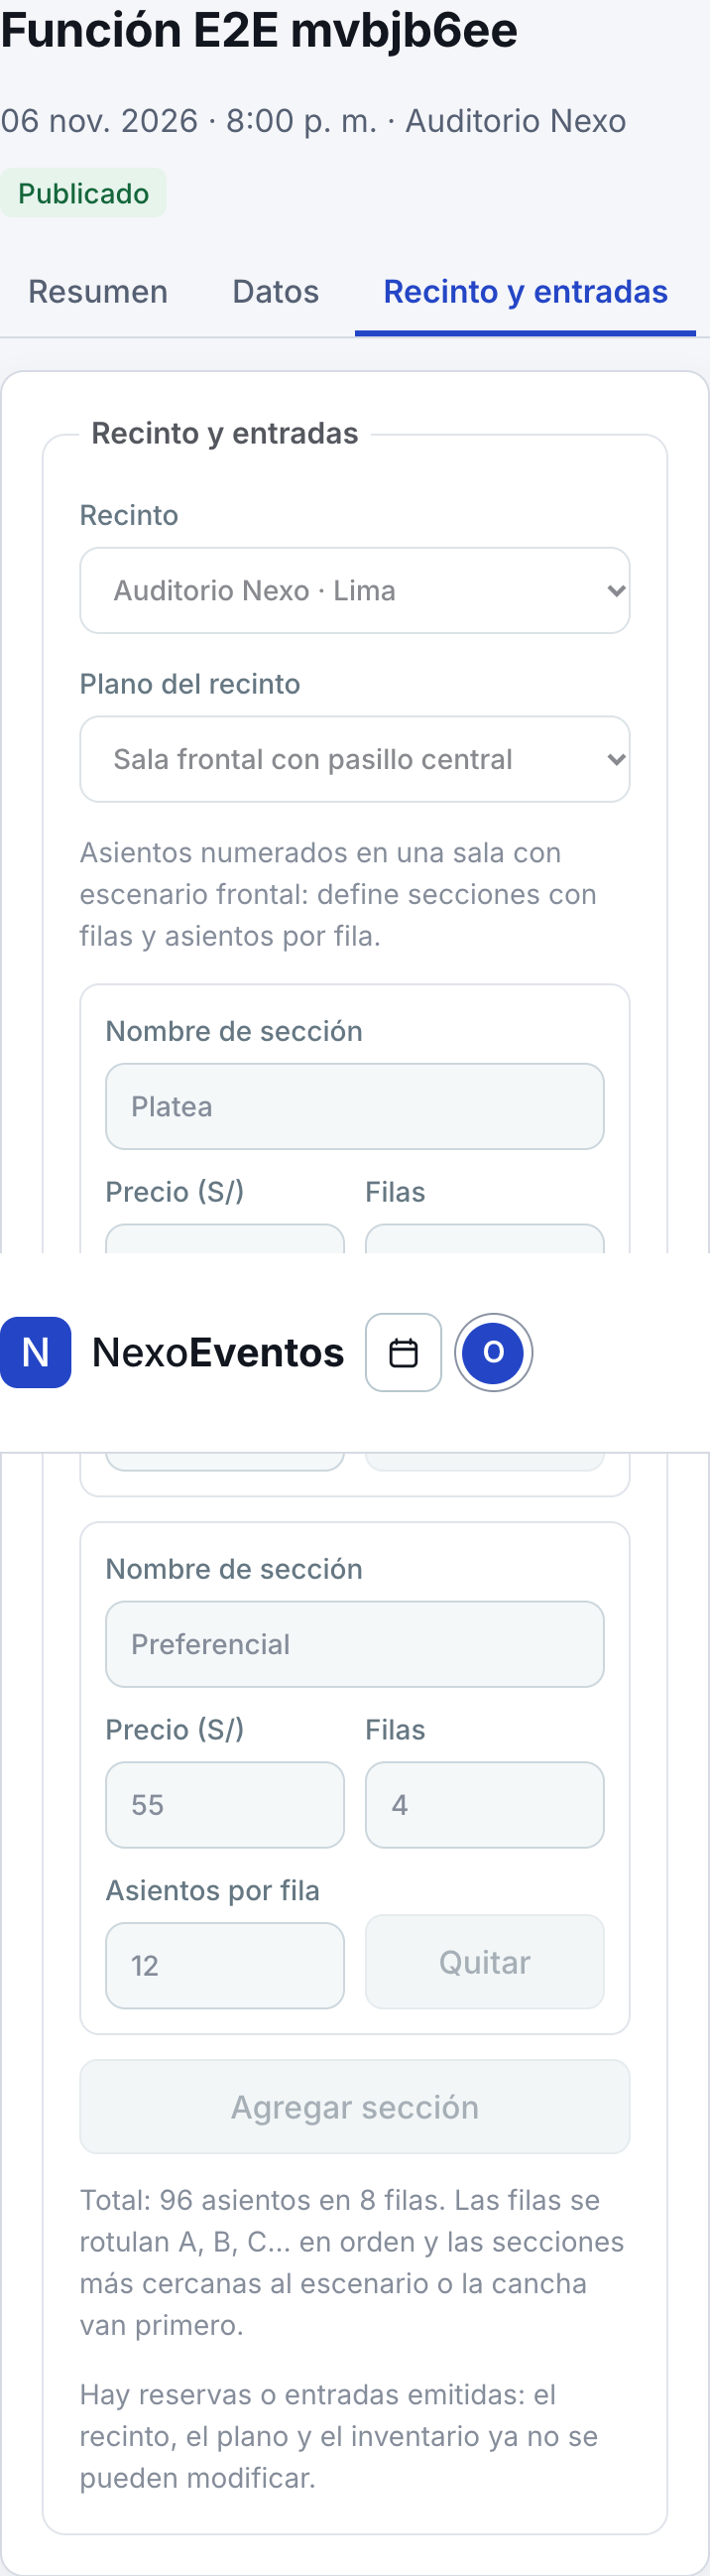 Función E2E mvbjb6ee
06 nov. 2026 · 8:00 p. m. · Auditorio Nexo
Publicado
Resumen Datos Recinto y entradas
Recinto y entradas
Recinto
Auditorio Nexo · Lima
Plano del recinto
Sala frontal con pasillo central
Asientos numerados en una sala con
escenario frontal: define secciones con
filas y asientos por fila.
Nombre de sección
Platea
Precio (S/) Filas
N NexoEventos O
Nombre de sección
Preferencial
Precio (S/) Filas
55 4
Asientos por fila
12 Quitar
Agregar sección
Total: 96 asientos en 8 filas. Las filas se
rotulan A, B, C... en orden y las secciones
más cercanas al escenario o la cancha
van primero.
Hay reservas o entradas emitidas: el
recinto, el plano y el inventario ya no se
pueden modificar.